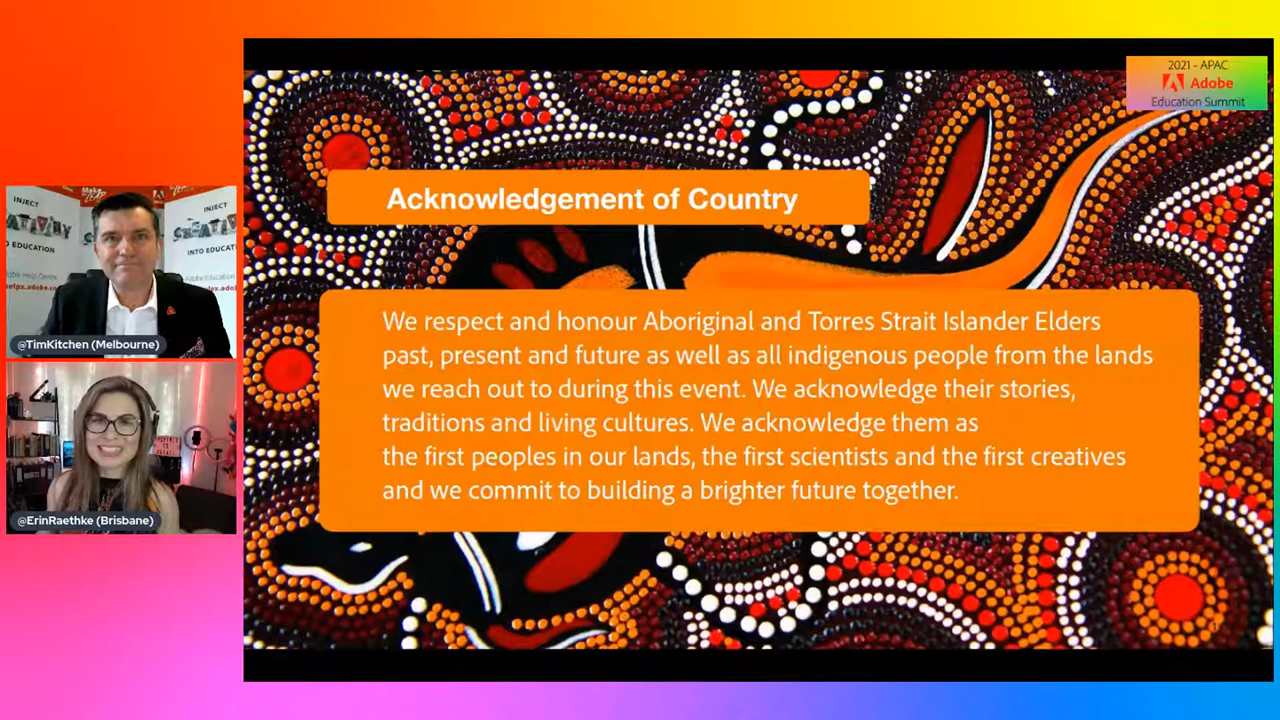 2021 - APAC
Adobe
Education Summit
Acknowledgement of Country
We respect and honour Aboriginal and Torres Strait Islander Elders
past, present and future as well as all indigenous people from the lands
we reach out to during this event. We acknowledge their stories,
traditions and living cultures. We acknowledge them as
the first peoples in our lands, the first scientists and the first creatives
and we commit to building a brighter future together.
INJECT
INTO EDUCATION
INJECT
CREATIVITY
INTO EDUCATION
@TimKitchen (Melbourne)
@ErinRaethke (Brisbane)